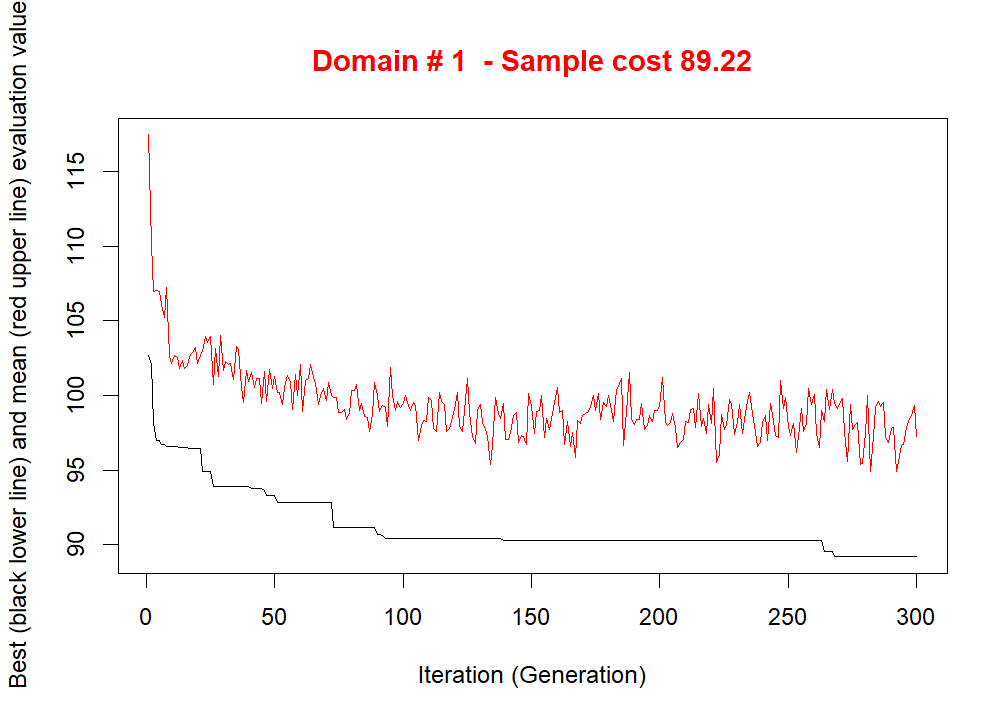 Domain # 1  - Sample cost 89.22
Best (black lower line) and mean (red upper line) evaluation value
115
110
105
100
95
90
0 50 100 150 200 250 300
Iteration (Generation)